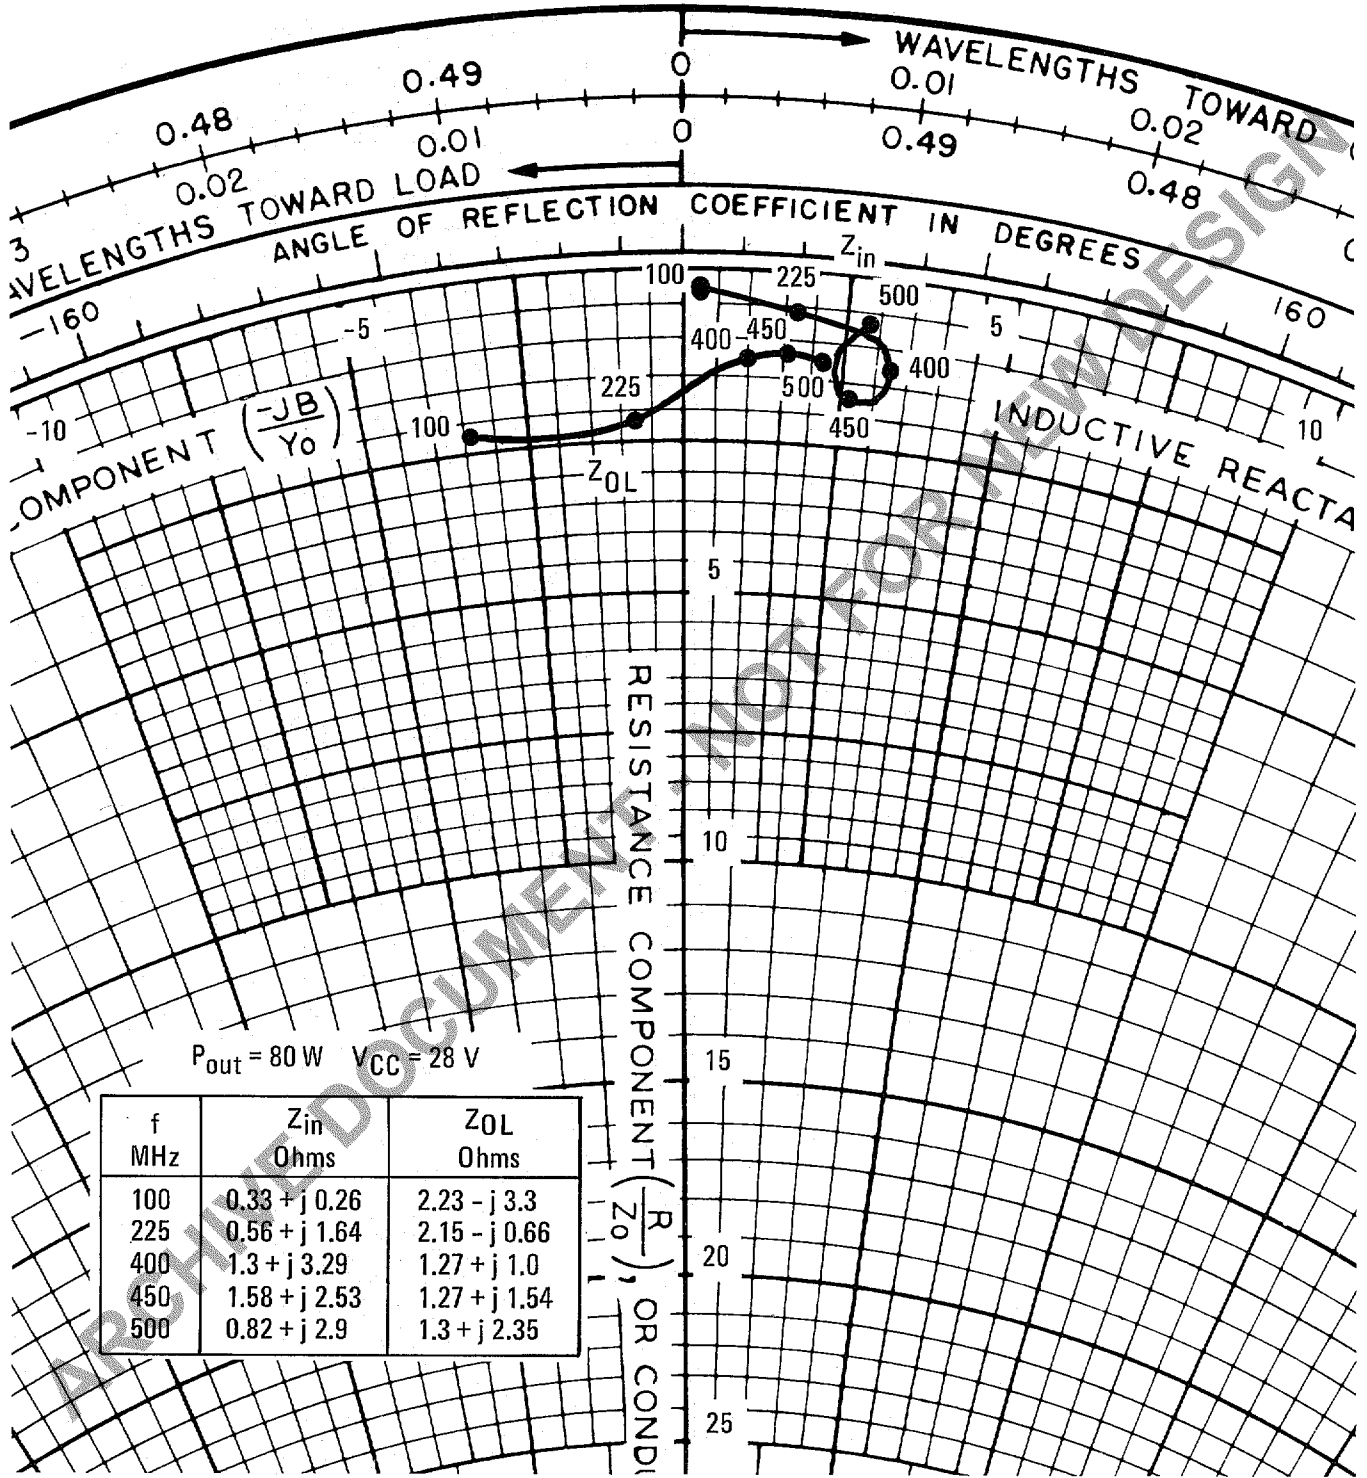 WAVELENGTHS TOWARD
0.48 0.49 0 0.01 0.02
3 0.02 0.01 0 0.49 0.48
AVELENGTHS TOWARD LOAD
ANGLE OF REFLECTION COEFFICIENT IN DEGREES
-160 160
Zin
100 225 500
-5 5
400 450
400
500
225
100
450
-10 10
OMPONENT (-JB/Yo)
INDUCTIVE REACTA
ZOL
5
10
15
20
25
RESISTANCE COMPONENT (R/Zo), OR CONDU
ARCHIVE DOCUMENT - NOT FOR NEW DESIGN
Pout = 80 W VCC = 28 V
f MHz Zin Ohms ZOL Ohms
100 0.33 + j 0.26 2.23 - j 3.3
225 0.56 + j 1.64 2.15 - j 0.66
400 1.3 + j 3.29 1.27 + j 1.0
450 1.58 + j 2.53 1.27 + j 1.54
500 0.82 + j 2.9 1.3 + j 2.35